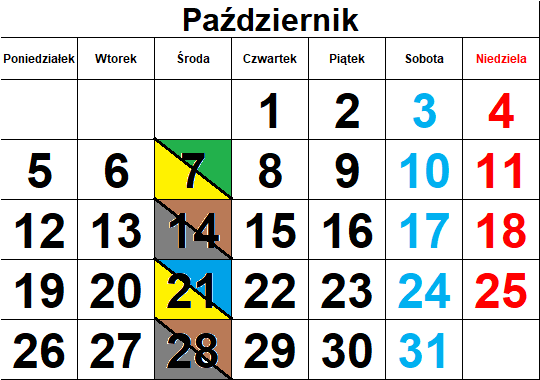 Październik
Poniedziałek Wtorek Środa Czwartek Piątek Sobota Niedziela
1 2 3 4
5 6 7 8 9 10 11
12 13 14 15 16 17 18
19 20 21 22 23 24 25
26 27 28 29 30 31